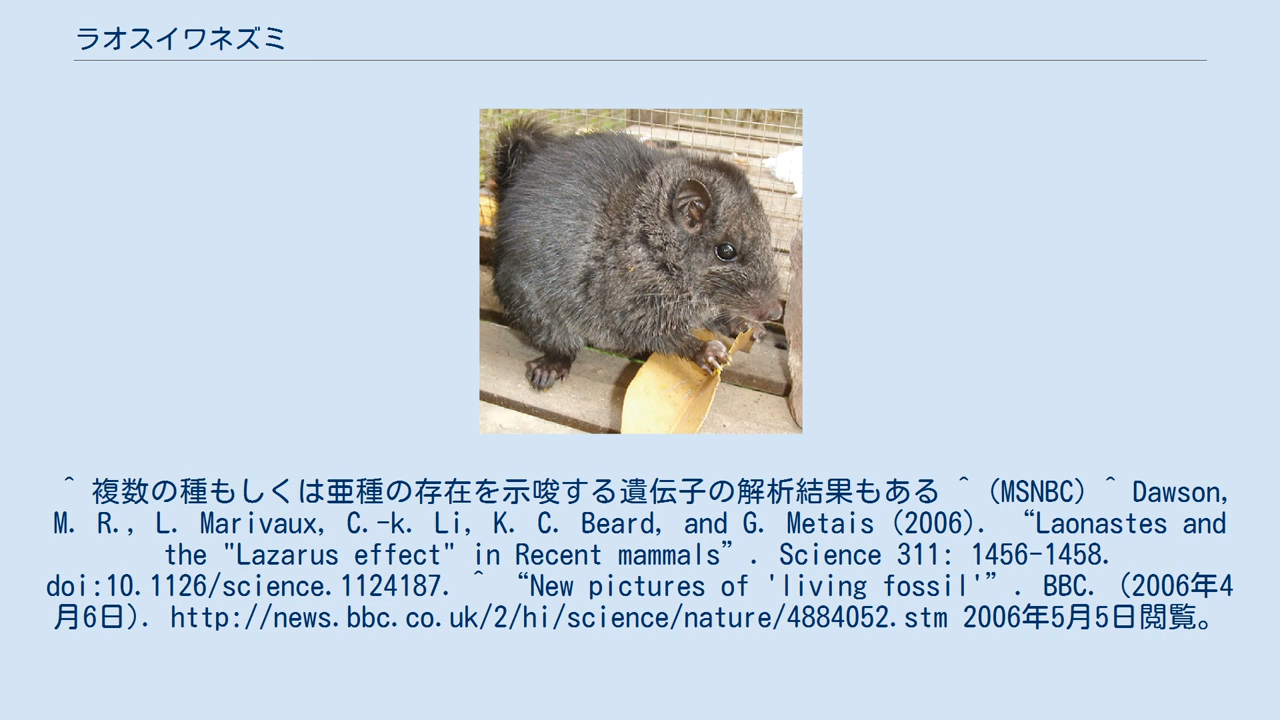 ラオスイワネズミ
^ 複数の種もしくは亜種の存在を示唆する遺伝子の解析結果もある ^ (MSNBC) ^ Dawson,
M. R., L. Marivaux, C.-k. Li, K. C. Beard, and G. Metais (2006). “Laonastes and
the "Lazarus effect" in Recent mammals”. Science 311: 1456-1458.
doi:10.1126/science.1124187. ^ “New pictures of 'living fossil'”. BBC. (2006年4
月6日). http://news.bbc.co.uk/2/hi/science/nature/4884052.stm 2006年5月5日閲覧。